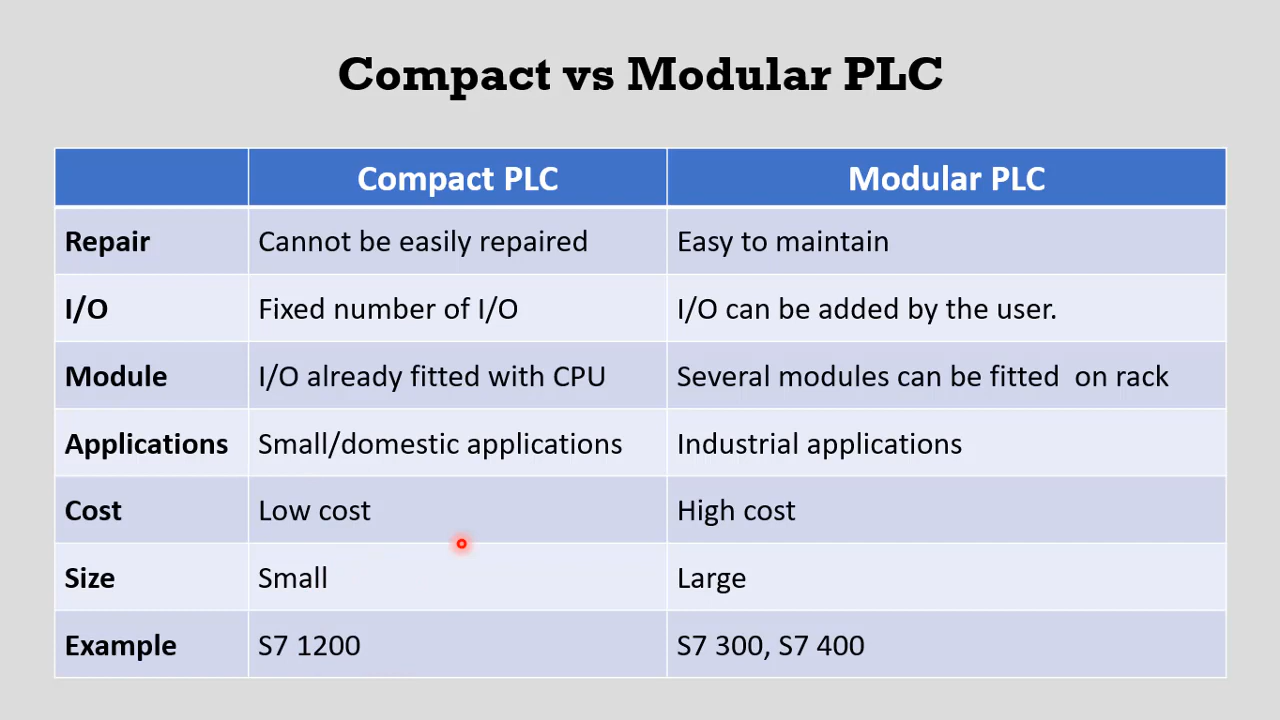 Compact vs Modular PLC
Compact PLC
Modular PLC
Repair
Cannot be easily repaired
Easy to maintain
I/O
Fixed number of I/O
I/O can be added by the user.
Module
I/O already fitted with CPU
Several modules can be fitted on rack
Applications
Small/domestic applications
Industrial applications
Cost
Low cost
High cost
Size
Small
Large
Example
S7 1200
S7 300, S7 400